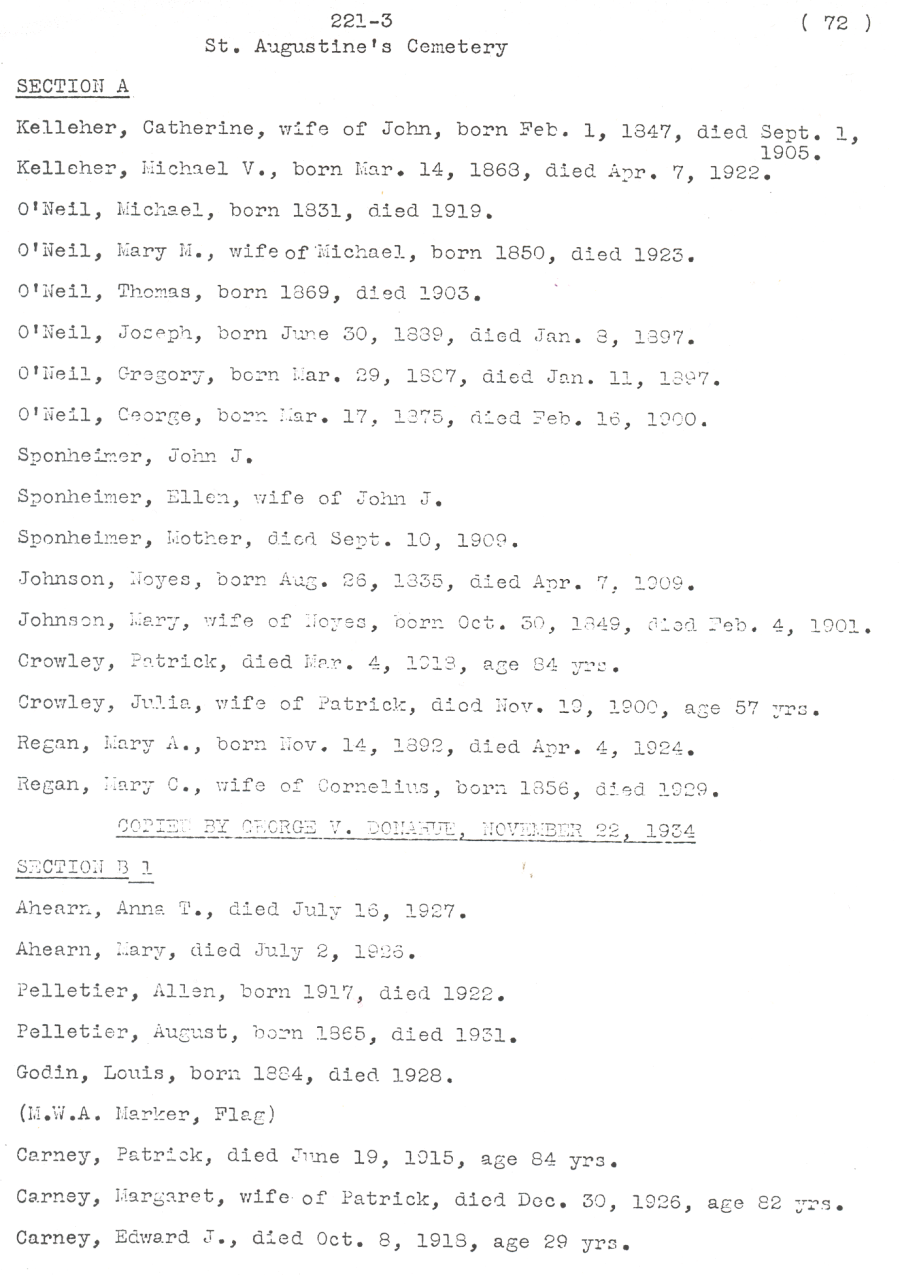 221-3
( 72 )
St. Augustine's Cemetery
SECTION A
Kelleher, Catherine, wife of John, born Feb. 1, 1847, died Sept. 1,
1905.
Kelleher, Michael V., born Mar. 14, 1868, died Apr. 7, 1922.
O'Neil, Michael, born 1831, died 1919.
O'Neil, Mary M., wife of Michael, born 1850, died 1923.
O'Neil, Thomas, born 1869, died 1903.
O'Neil, Joseph, born June 30, 1889, died Jan. 8, 1897.
O'Neil, Gregory, born Mar. 29, 1887, died Jan. 11, 1897.
O'Neil, George, born Mar. 17, 1875, died Feb. 16, 1900.
Sponheimer, John J.
Sponheimer, Ellen, wife of John J.
Sponheimer, Mother, died Sept. 10, 1909.
Johnson, Noyes, born Aug. 26, 1835, died Apr. 7, 1909.
Johnson, Mary, wife of Noyes, born Oct. 30, 1849, died Feb. 4, 1901.
Crowley, Patrick, died Mar. 4, 1918, age 84 yrs.
Crowley, Julia, wife of Patrick, died Nov. 19, 1900, age 57 yrs.
Regan, Mary A., born Nov. 14, 1892, died Apr. 4, 1924.
Regan, Mary C., wife of Cornelius, born 1856, died 1929.
COPIED BY GEORGE V. DONAHUE, NOVEMBER 22, 1934
SECTION B 1
Ahearn, Anna T., died July 16, 1927.
Ahearn, Mary, died July 2, 1926.
Pelletier, Allen, born 1917, died 1922.
Pelletier, August, born 1865, died 1931.
Godin, Louis, born 1884, died 1928.
(M.W.A. Marker, Flag)
Carney, Patrick, died June 19, 1915, age 84 yrs.
Carney, Margaret, wife of Patrick, died Dec. 30, 1926, age 82 yrs.
Carney, Edward J., died Oct. 8, 1918, age 29 yrs.